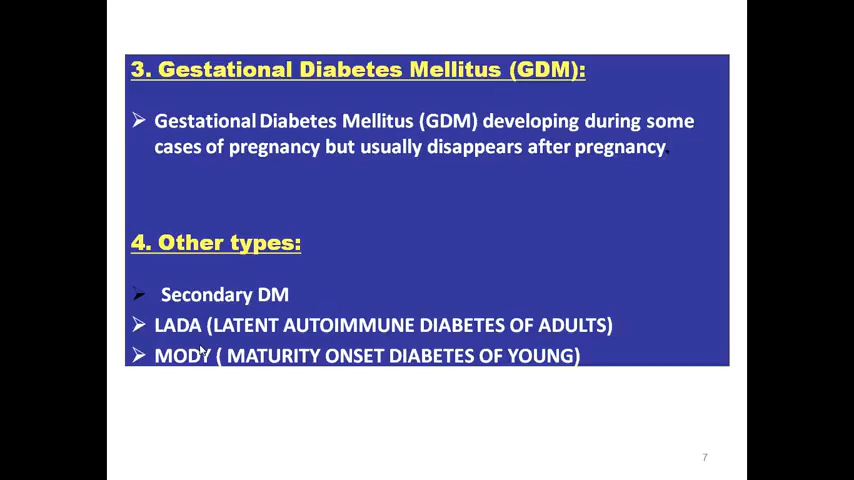 3. Gestational Diabetes Mellitus (GDM):
➢ Gestational Diabetes Mellitus (GDM) developing during some
cases of pregnancy but usually disappears after pregnancy.
4. Other types:
➢ Secondary DM
➢ LADA (LATENT AUTOIMMUNE DIABETES OF ADULTS)
➢ MODY ( MATURITY ONSET DIABETES OF YOUNG)
7